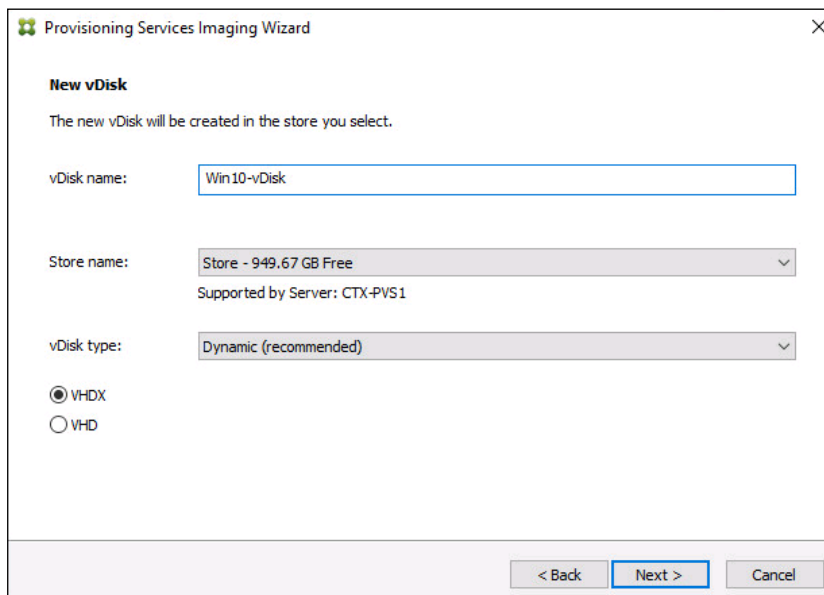 Provisioning Services Imaging Wizard
New vDisk
The new vDisk will be created in the store you select.
vDisk name:
Win10-vDisk
Store name:
Store - 949.67 GB Free
Supported by Server: CTX-PVS1
vDisk type:
Dynamic (recommended)
VHDX
VHD
< Back
Next >
Cancel